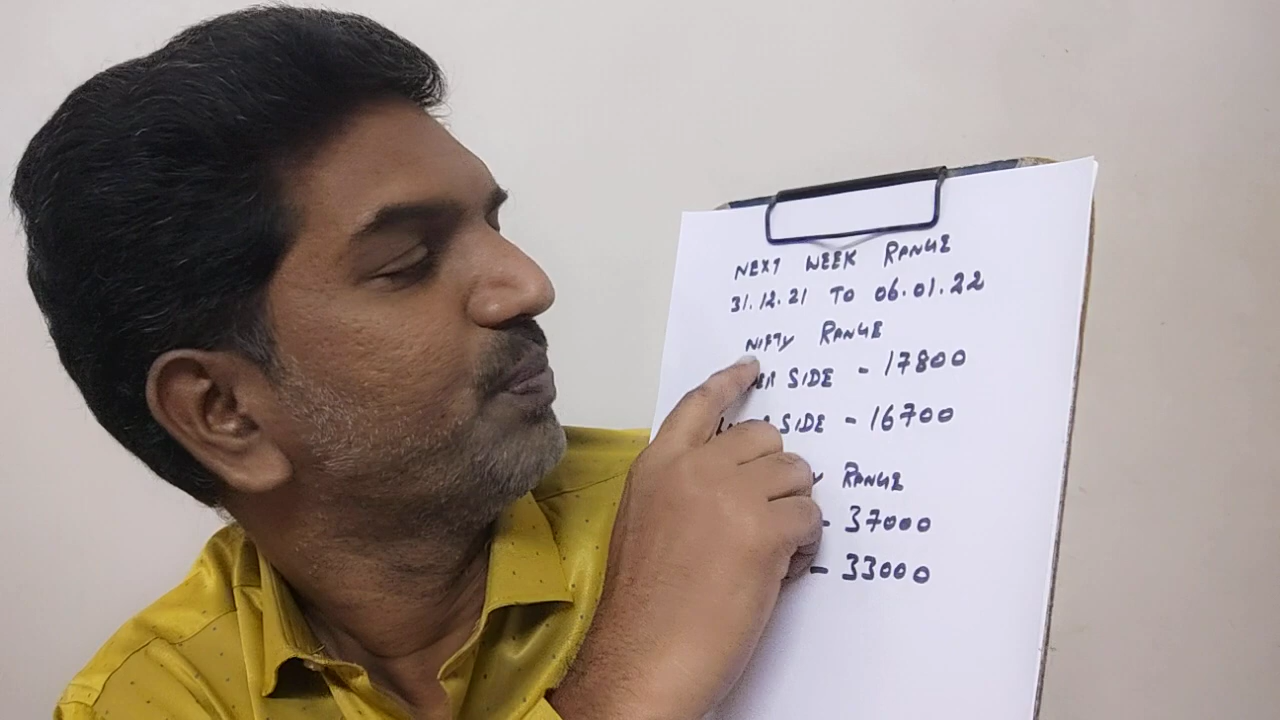 NEXT WEEK RANGE
31.12.21 TO 06.01.22
NIFTY RANGE
SIDE - 17800
SIDE - 16700
RANGE
- 37000
- 33000